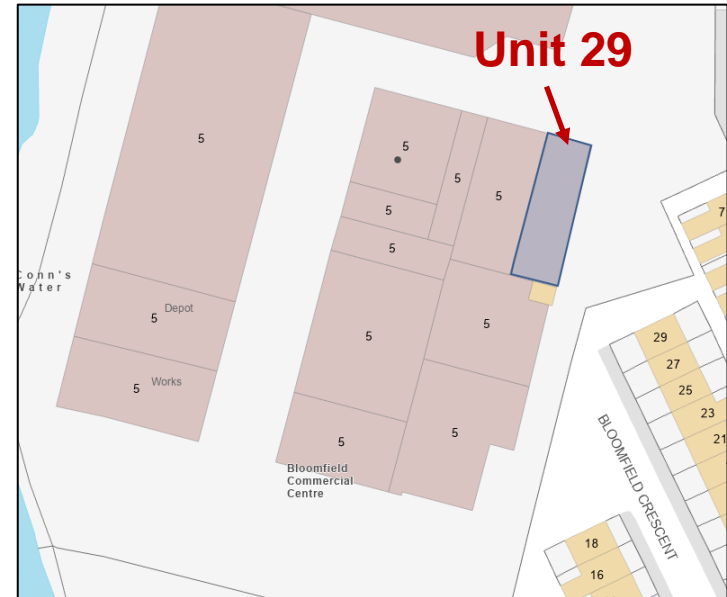 Unit 29
5
5
5
5
5
5
5
5
5
5
5
5
Conn's
Water
Depot
Works
Bloomfield
Commercial
Centre
BLOOMFIELD CRESCENT
7
29
27
25
23
21
18
16